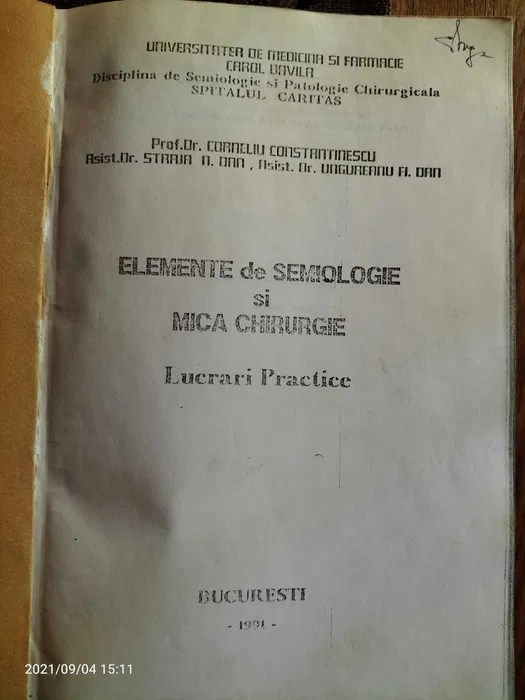 UNIVERSITATEA DE MEDICINA SI FARMACIE
CAROL DAVILA
Disciplina de Semiologie si Patologie Chirurgicala
SPITALUL CARITAS
Prof.Dr. CORNELIU CONSTANTINESCU
Asist.Dr. STRAJA N. DAN , Asist. Dr. UNGUREANU Fl. DAN
ELEMENTE de SEMIOLOGIE
si
MICA CHIRURGIE
Lucrari Practice
BUCURESTI
- 1991 -
2021/09/04 15:11